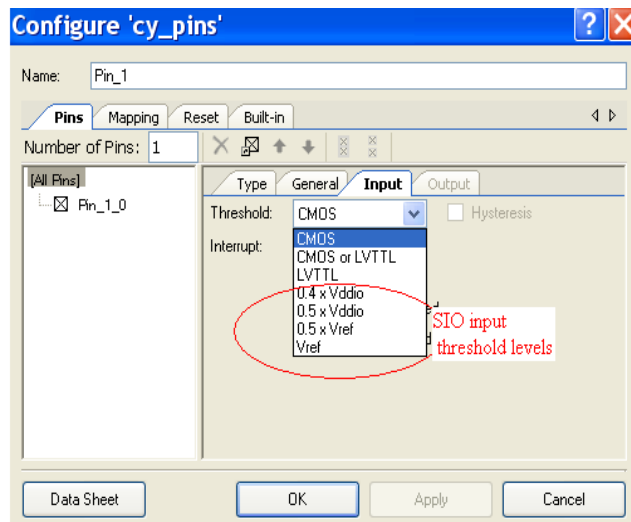 Configure 'cy_pins'
Name: Pin_1
Pins Mapping Reset Built-in
Number of Pins: 1
[All Pins]
Pin_1_0
Type General Input Output
Threshold: CMOS Hysteresis
Interrupt:
CMOS
CMOS or LVTTL
LVTTL
0.4 x Vddio
0.5 x Vddio
0.5 x Vref
Vref
SIO input
threshold levels
Data Sheet OK Apply Cancel